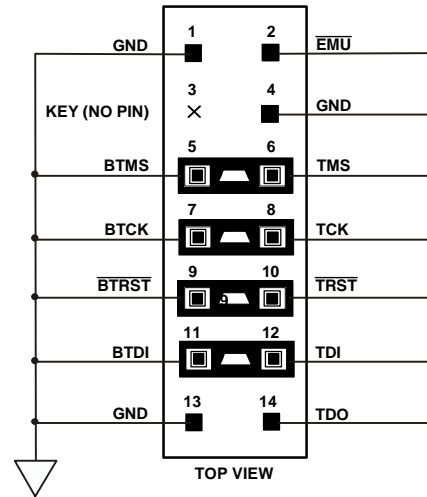 1 2
GND EMU
3 4
KEY (NO PIN) GND
5 6
BTMS TMS
7 8
BTCK TCK
9 10
BTRST TRST
9
11 12
BTDI TDI
13 14
GND TDO
TOP VIEW